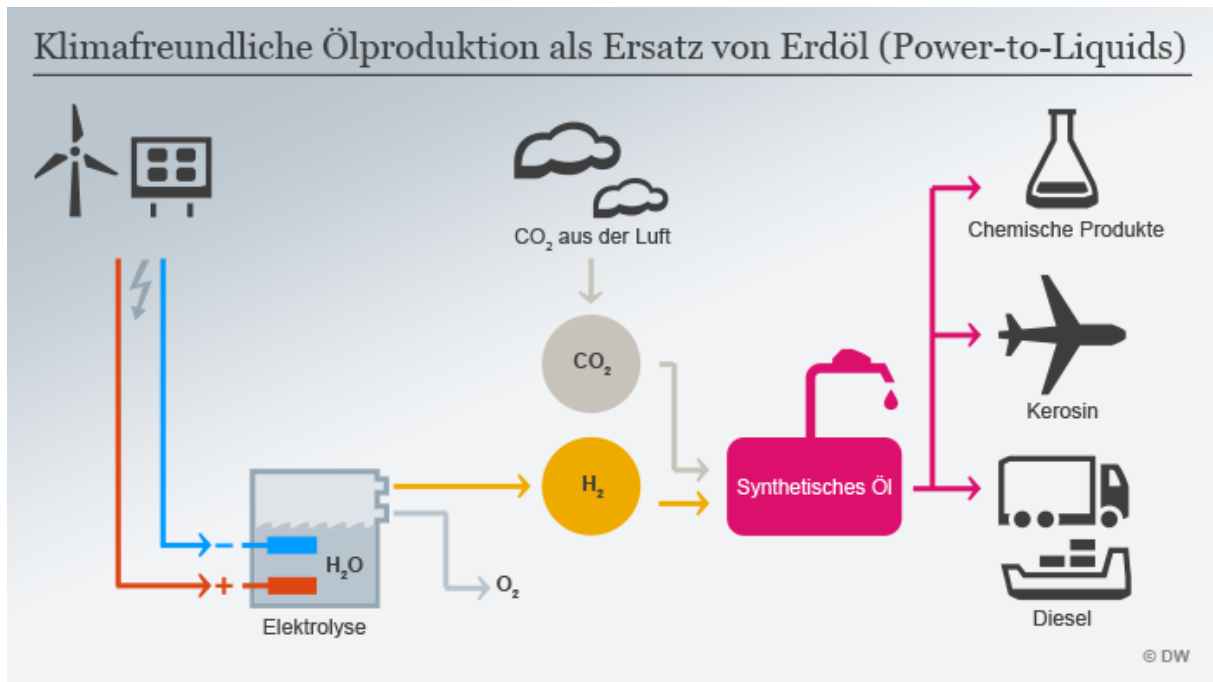 Klimafreundliche Ölproduktion als Ersatz von Erdöl (Power-to-Liquids)
CO₂ aus der Luft
Chemische Produkte
CO₂
Kerosin
H₂
Synthetisches Öl
−
+
H₂O
O₂
Elektrolyse
Diesel
© DW